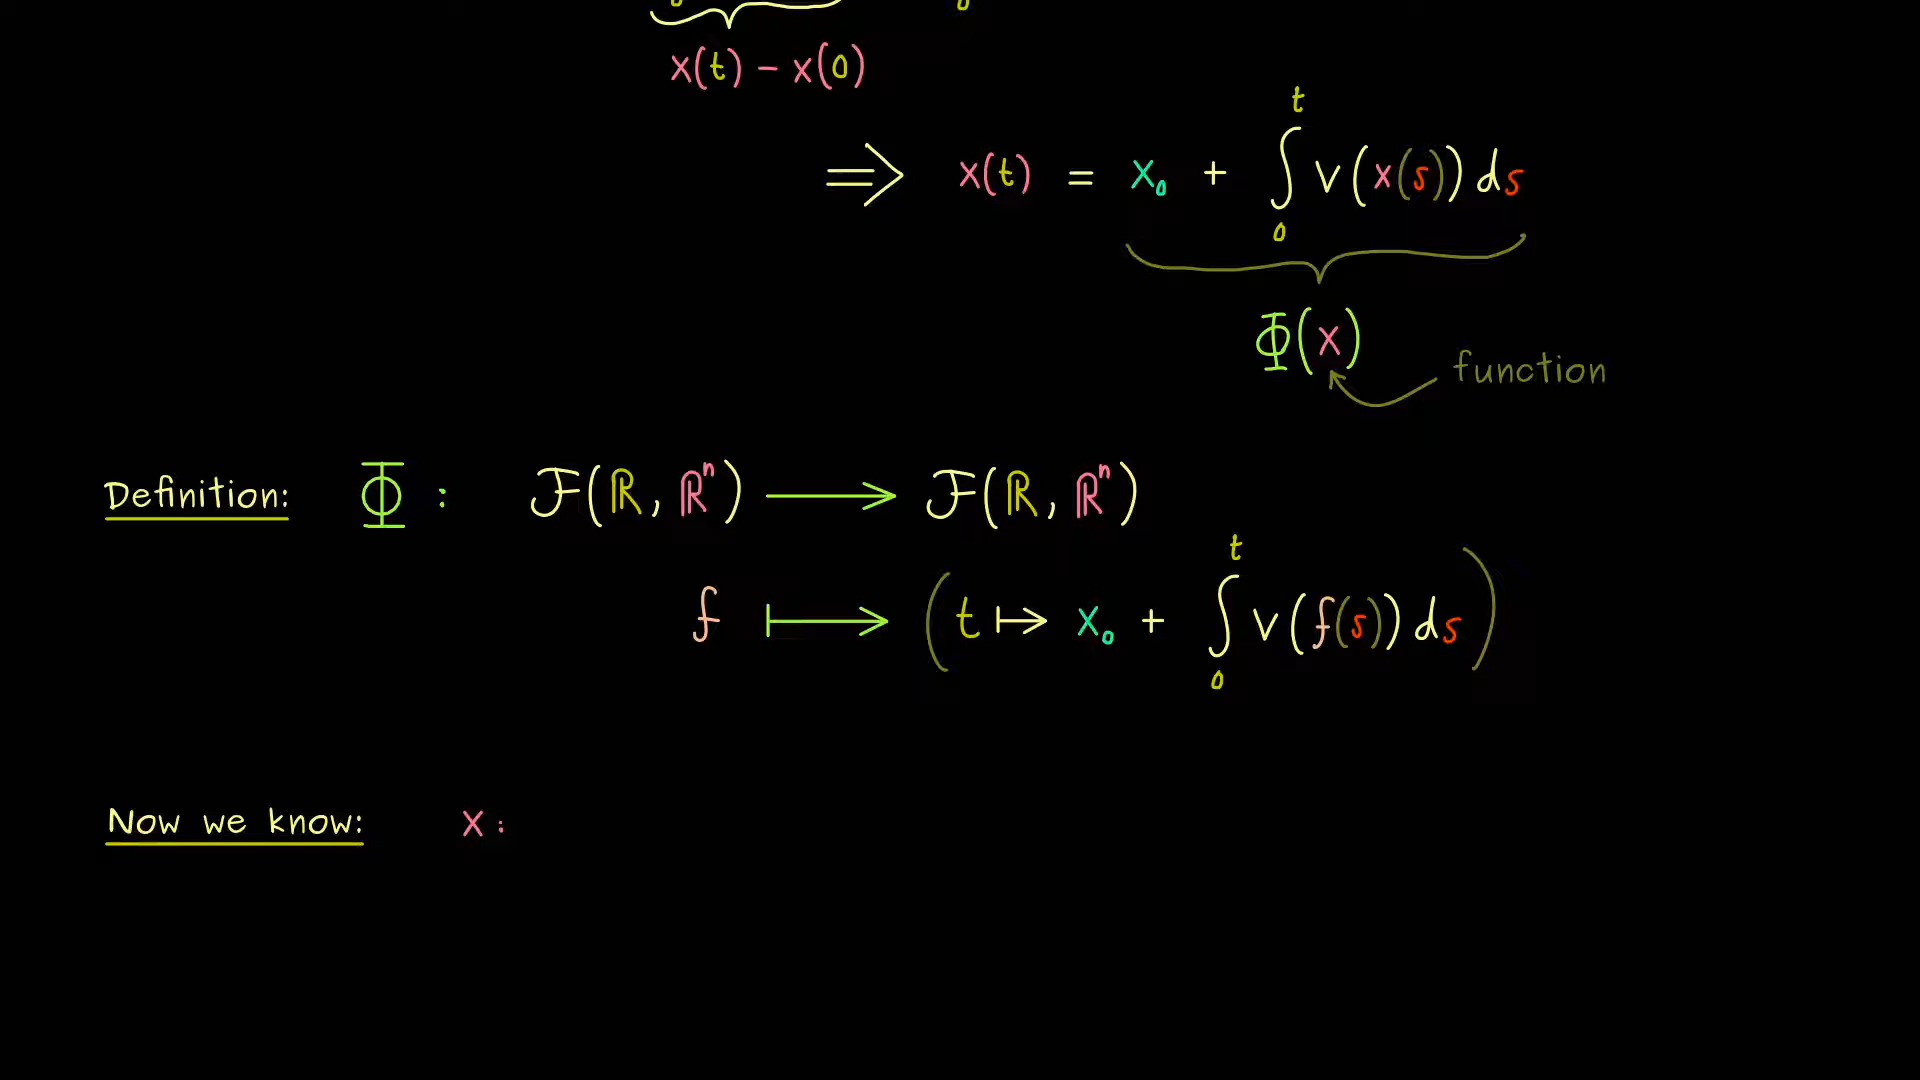 x(t) − x(0)
⟹ x(t) = x₀ + ∫₀ᵗ v(x(s)) ds
Φ(x)
function
Definition: Φ : ℱ(ℝ, ℝⁿ) ⟶ ℱ(ℝ, ℝⁿ)
f ⟼ (t ↦ x₀ + ∫₀ᵗ v(f(s)) ds)
Now we know: x :